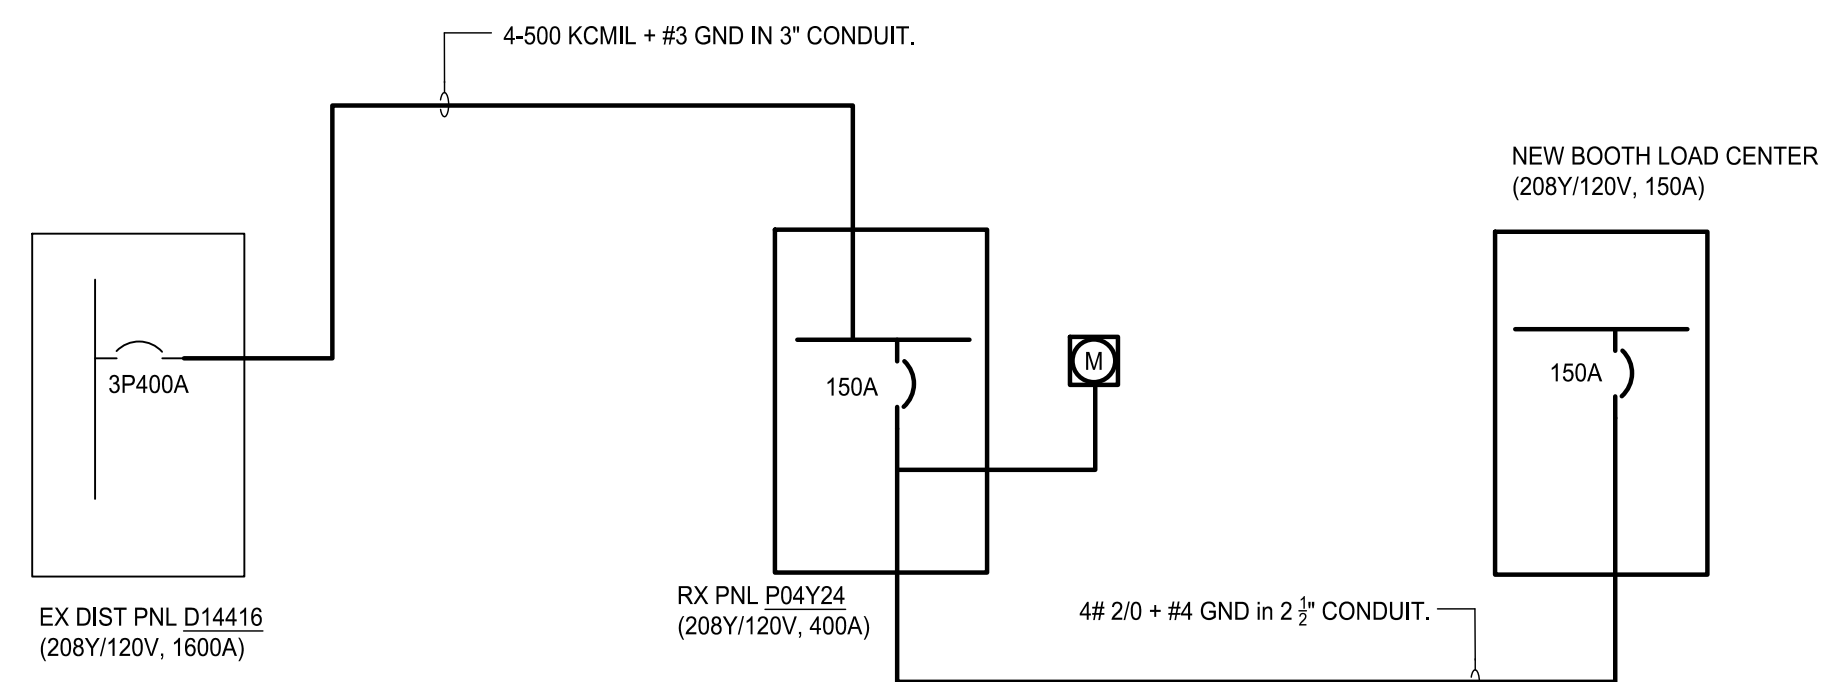 4-500 KCMIL + #3 GND IN 3" CONDUIT.
NEW BOOTH LOAD CENTER
(208Y/120V, 150A)
3P400A
150A
M
150A
EX DIST PNL D14416
(208Y/120V, 1600A)
RX PNL P04Y24
(208Y/120V, 400A)
4# 2/0 + #4 GND in 2 1/2" CONDUIT.